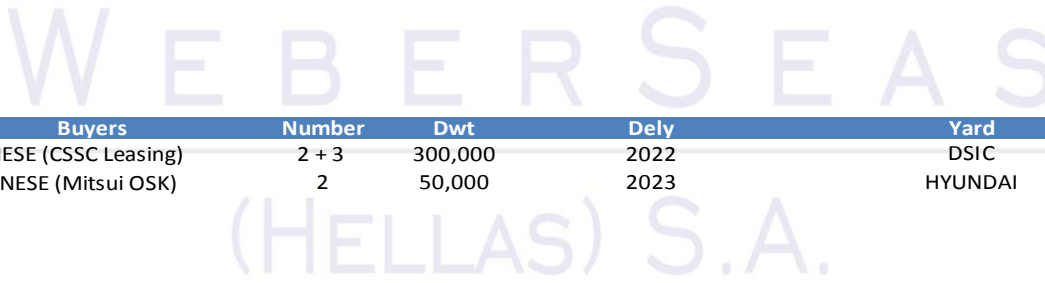 WEBERSEAS
Buyers Number Dwt Dely Yard
IESE (CSSC Leasing) 2 + 3 300,000 2022 DSIC
NESE (Mitsui OSK) 2 50,000 2023 HYUNDAI
(HELLAS) S.A.